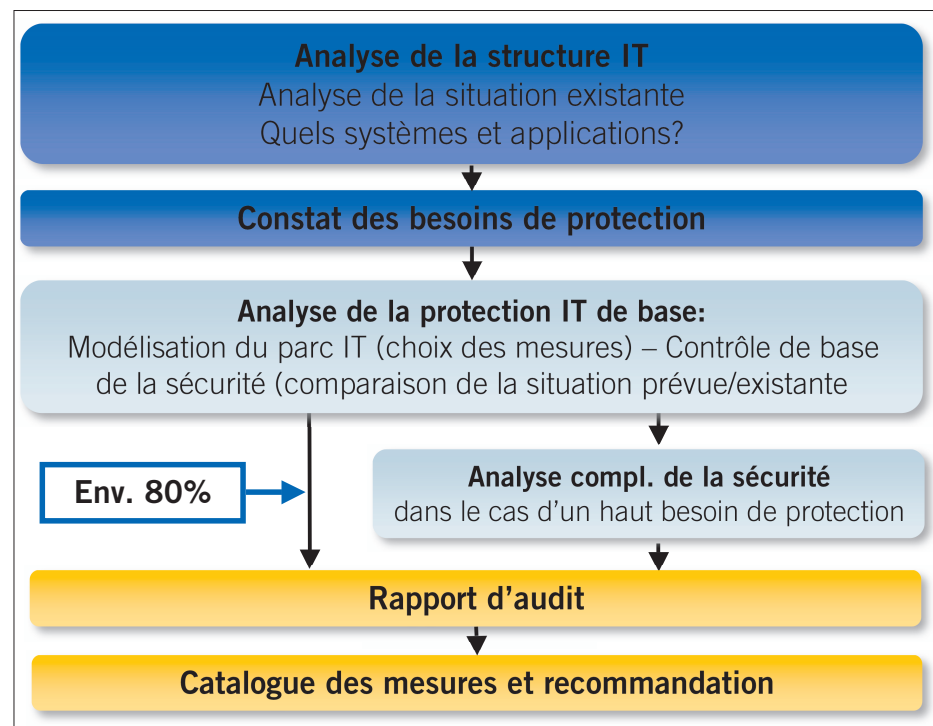 Analyse de la structure IT
Analyse de la situation existante
Quels systèmes et applications?
Constat des besoins de protection
Analyse de la protection IT de base:
Modélisation du parc IT (choix des mesures) – Contrôle de base
de la sécurité (comparaison de la situation prévue/existante
Env. 80%
Analyse compl. de la sécurité
dans le cas d’un haut besoin de protection
Rapport d’audit
Catalogue des mesures et recommandation